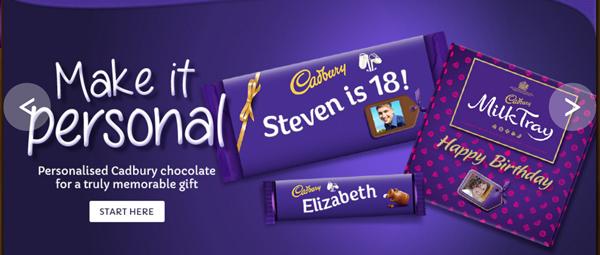 Make it
personal
Personalised Cadbury chocolate
for a truly memorable gift
START HERE
Cadbury
Steven is 18!
Cadbury
Elizabeth
Cadbury
Milk Tray
Happy Birthday